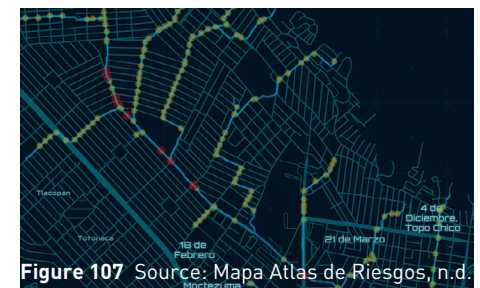 Tlacopan
Totonaca
18 de
Febrero
Moctezuma
21 de Marzo
4 de
Diciembre,
Topo Chico
Figure 107 Source: Mapa Atlas de Riesgos, n.d.